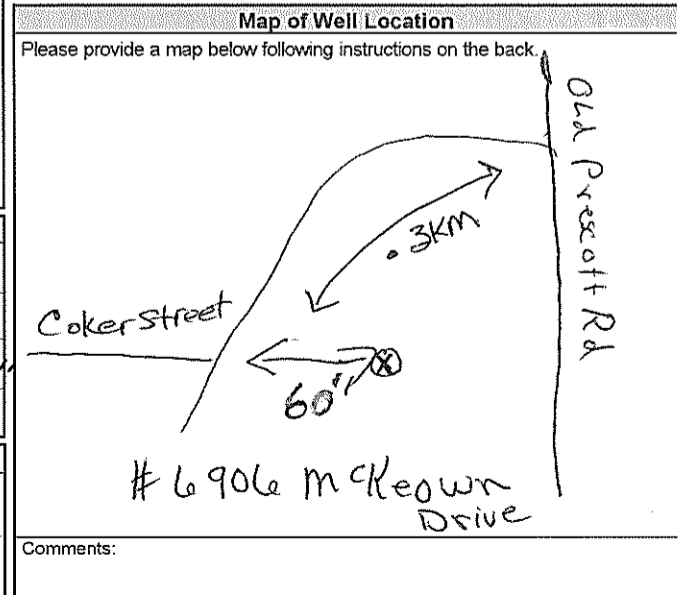 Map of Well Location
Please provide a map below following instructions on the back.
Old Prescott Rd
.3KM
Coker Street
60'
#6906 McKeown
Drive
Comments: